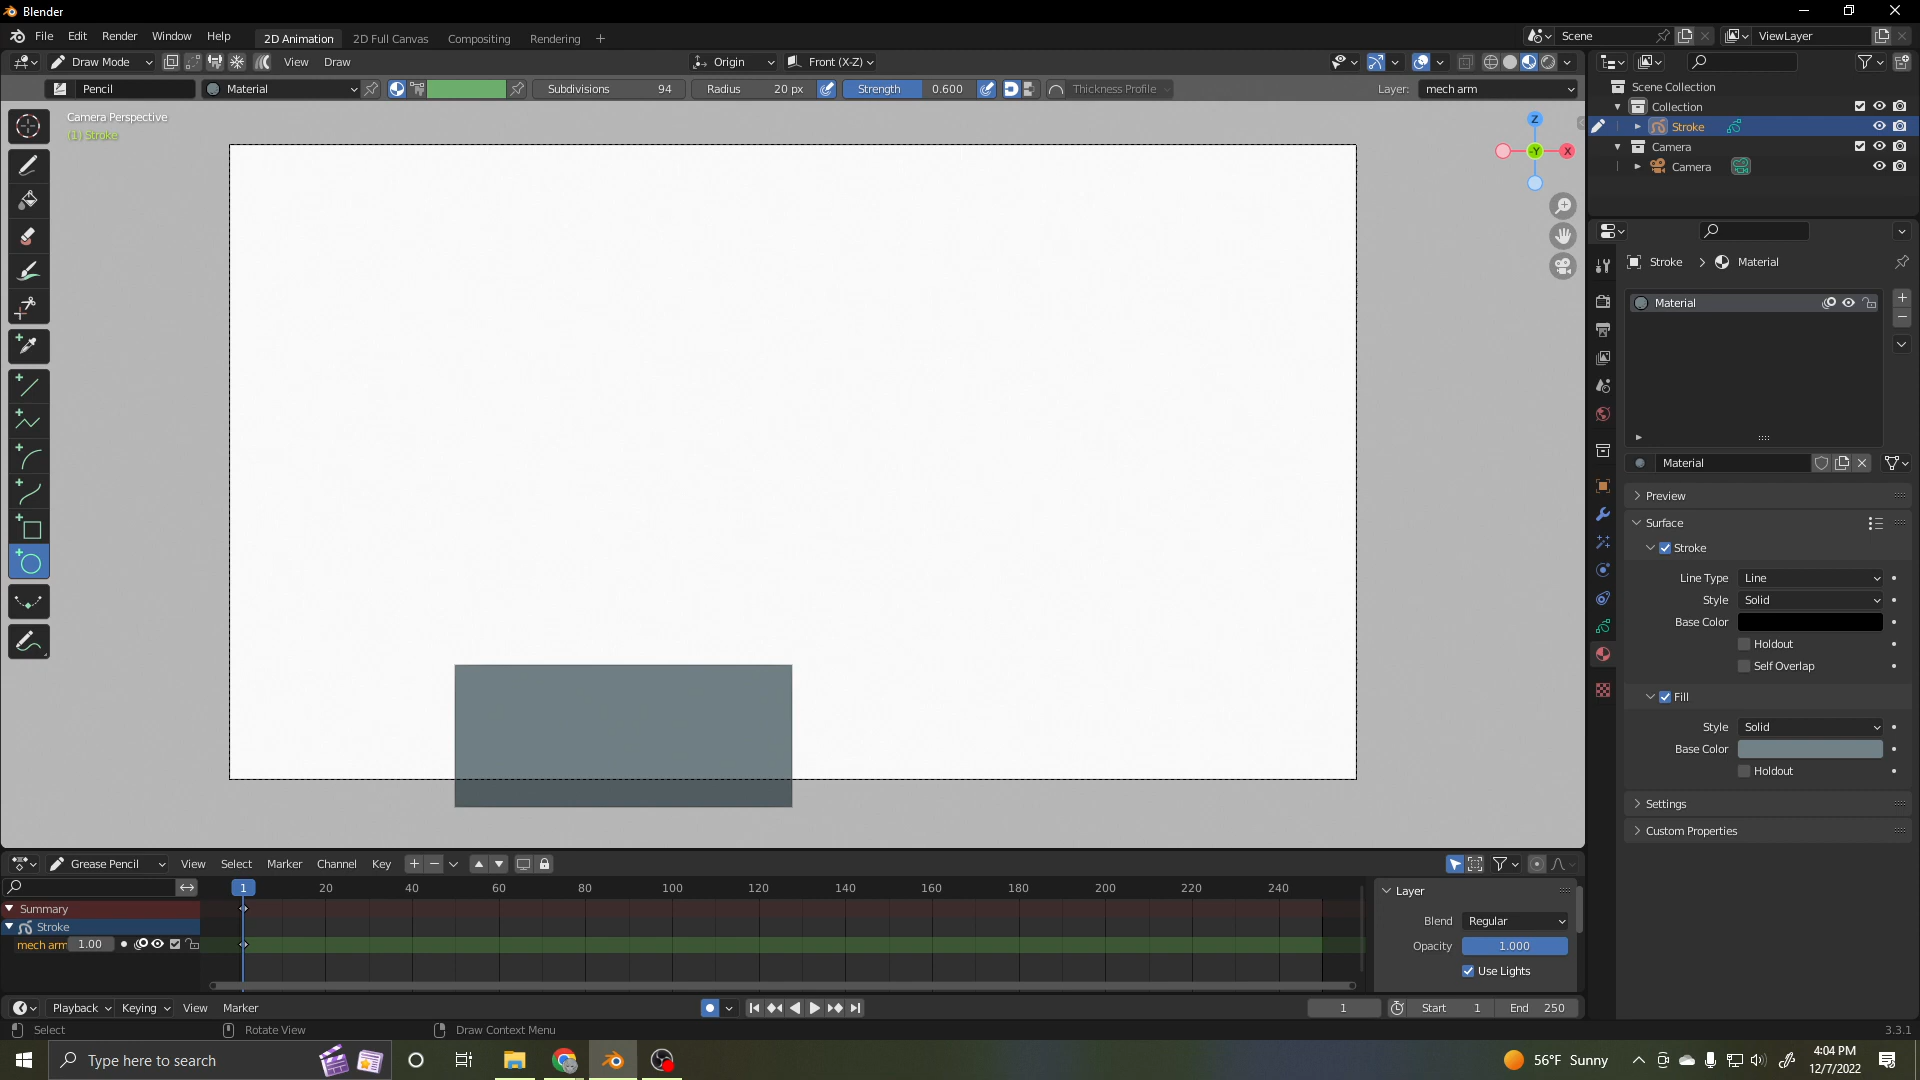 Blender
File Edit Render Window Help 2D Animation 2D Full Canvas Compositing Rendering + Scene ViewLayer
Draw Mode View Draw Origin Front (X-Z)
Pencil Material Subdivisions 94 Radius 20 px Strength 0.600 Thickness Profile Layer: mech arm
Camera Perspective
(1) Stroke
Z
-Y
X
Scene Collection
Collection
Stroke
Camera
Camera
Stroke > Material
Material
Material
Preview
Surface
Stroke
Line Type Line
Style Solid
Base Color
Holdout
Self Overlap
Fill
Style Solid
Base Color
Holdout
Settings
Custom Properties
Grease Pencil View Select Marker Channel Key
1 20 40 60 80 100 120 140 160 180 200 220 240
Summary
Stroke
mech arm 1.00
Layer
Blend Regular
Opacity 1.000
Use Lights
Playback Keying View Marker 1 Start 1 End 250
Select Rotate View Draw Context Menu 3.3.1
Type here to search 56°F Sunny 4:04 PM
12/7/2022